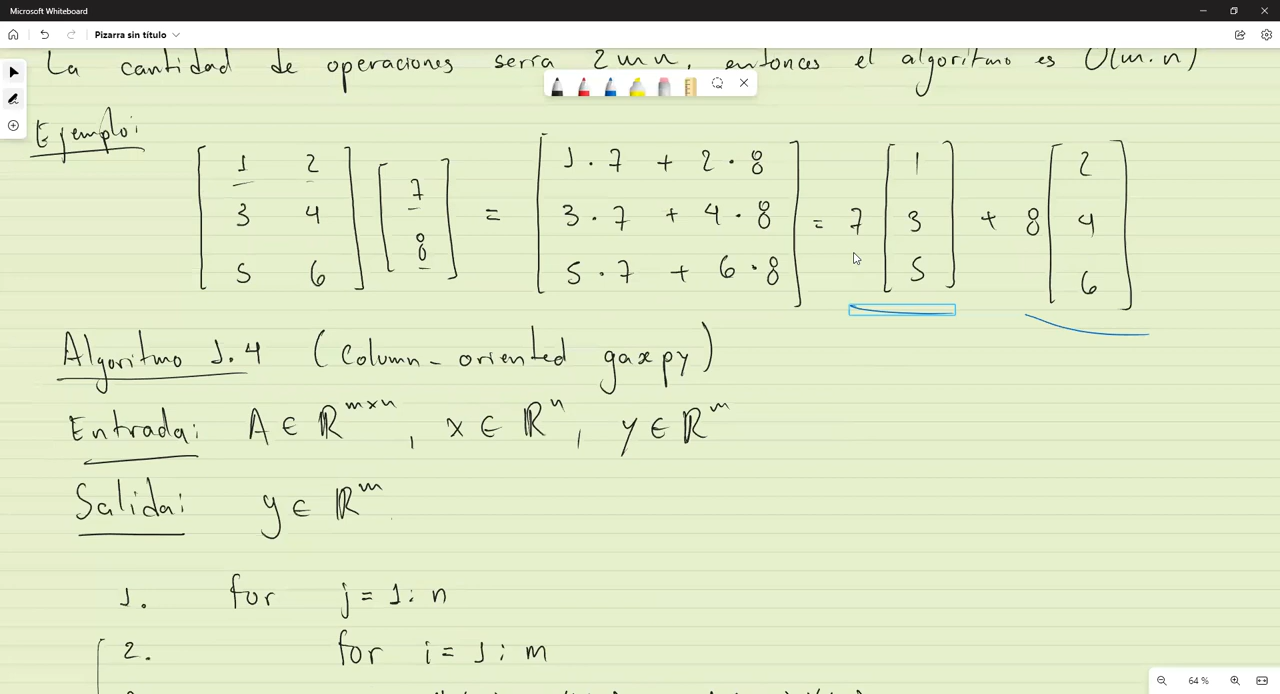 Microsoft Whiteboard
Pizarra sin título
La cantidad de operaciones sería 2mn, entonces el algoritmo es O(m.n)
Ejemplo:
[1 2; 3 4; 5 6] [7; 8] = [1·7 + 2·8; 3·7 + 4·8; 5·7 + 6·8] = 7 [1; 3; 5] + 8 [2; 4; 6]
Algoritmo 1.4 (Column-oriented gaxpy)
Entrada: A ∈ ℝ^{m×n}, x ∈ ℝ^n, y ∈ ℝ^m
Salida: y ∈ ℝ^m
1. for j = 1:n
2. for i = 1:m
64 %